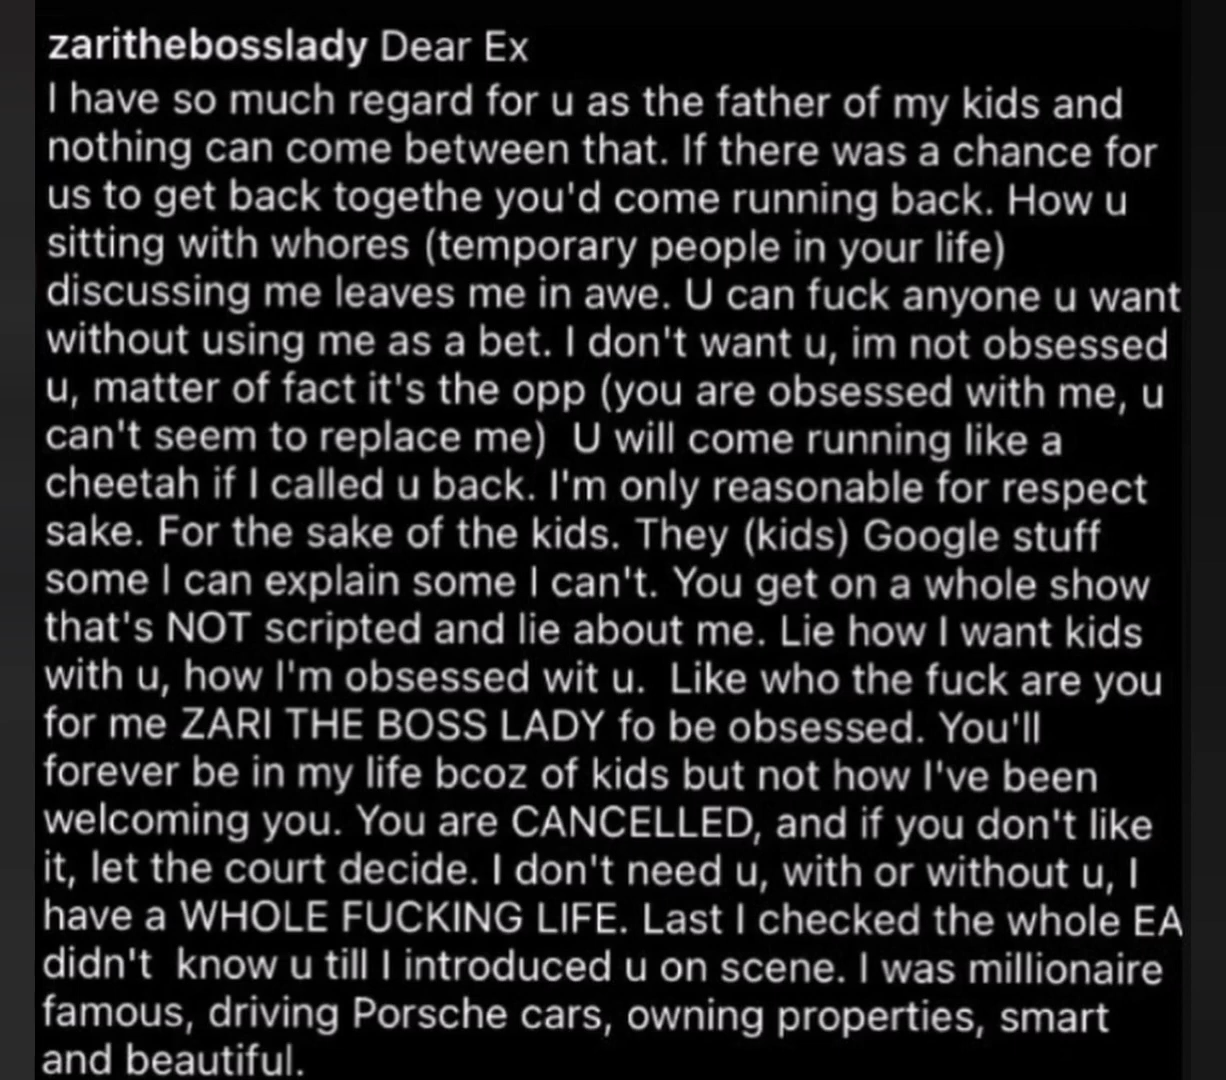 zarithebosslady Dear Ex
I have so much regard for u as the father of my kids and
nothing can come between that. If there was a chance for
us to get back togethe you'd come running back. How u
sitting with whores (temporary people in your life)
discussing me leaves me in awe. U can fuck anyone u want
without using me as a bet. I don't want u, im not obsessed
u, matter of fact it's the opp (you are obsessed with me, u
can't seem to replace me)  U will come running like a
cheetah if I called u back. I'm only reasonable for respect
sake. For the sake of the kids. They (kids) Google stuff
some I can explain some I can't. You get on a whole show
that's NOT scripted and lie about me. Lie how I want kids
with u, how I'm obsessed wit u.  Like who the fuck are you
for me ZARI THE BOSS LADY fo be obsessed. You'll
forever be in my life bcoz of kids but not how I've been
welcoming you. You are CANCELLED, and if you don't like
it, let the court decide. I don't need u, with or without u, I
have a WHOLE FUCKING LIFE. Last I checked the whole EA
didn't  know u till I introduced u on scene. I was millionaire
famous, driving Porsche cars, owning properties, smart
and beautiful.